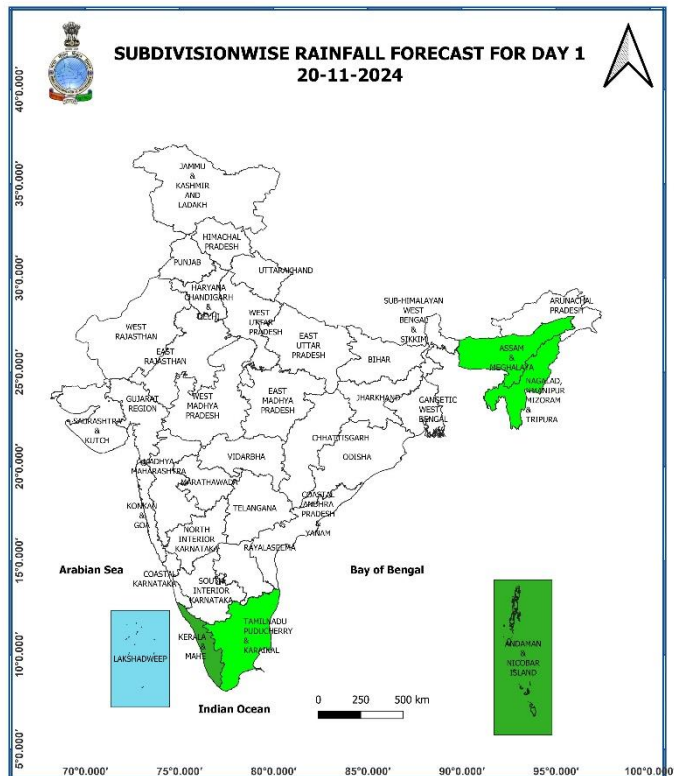 SUBDIVISIONWISE RAINFALL FORECAST FOR DAY 1
20-11-2024
40°0.000'
35°0.000'
30°0.000'
25°0.000'
20°0.000'
15°0.000'
10°0.000'
5°0.000'
JAMMU
&
KASHMIR
AND
LADAKH
HIMACHAL
PRADESH
PUNJAB
UTTARAKHAND
HARYANA
CHANDIGARH
&
DELHI
WEST
UTTAR
PRADESH
EAST
UTTAR
PRADESH
WEST
RAJASTHAN
EAST
RAJASTHAN
SUB-HIMALAYAN
WEST
BENGAL
&
SIKKIM
ARUNACHAL
PRADESH
ASSAM
&
MEGHALAYA
NAGALAD,
MANIPUR
MIZORAM
&
TRIPURA
BIHAR
JHARKHAND
GANGETIC
WEST
BENGAL
GUJARAT
REGION
SAURASHTRA
&
KUTCH
WEST
MADHYA
PRADESH
EAST
MADHYA
PRADESH
CHHATTISGARH
ODISHA
VIDARBHA
MADHYA
MAHARASHTRA
MARATHAWADA
KONKAN
&
GOA
TELANGANA
COASTAL
ANDHRA
PRADESH
&
YANAM
NORTH
INTERIOR
KARNATAKA
RAYALASEEMA
COASTAL
KARNATAKA
SOUTH
INTERIOR
KARNATAKA
Arabian Sea
Bay of Bengal
TAMILNADU
PUDUCHERRY
&
KARAIKAL
KERALA
&
MAHE
LAKSHADWEEP
ANDAMAN
&
NICOBAR
ISLAND
Indian Ocean
0 250 500 km
70°0.000' 75°0.000' 80°0.000' 85°0.000' 90°0.000' 95°0.000' 100°0.000'